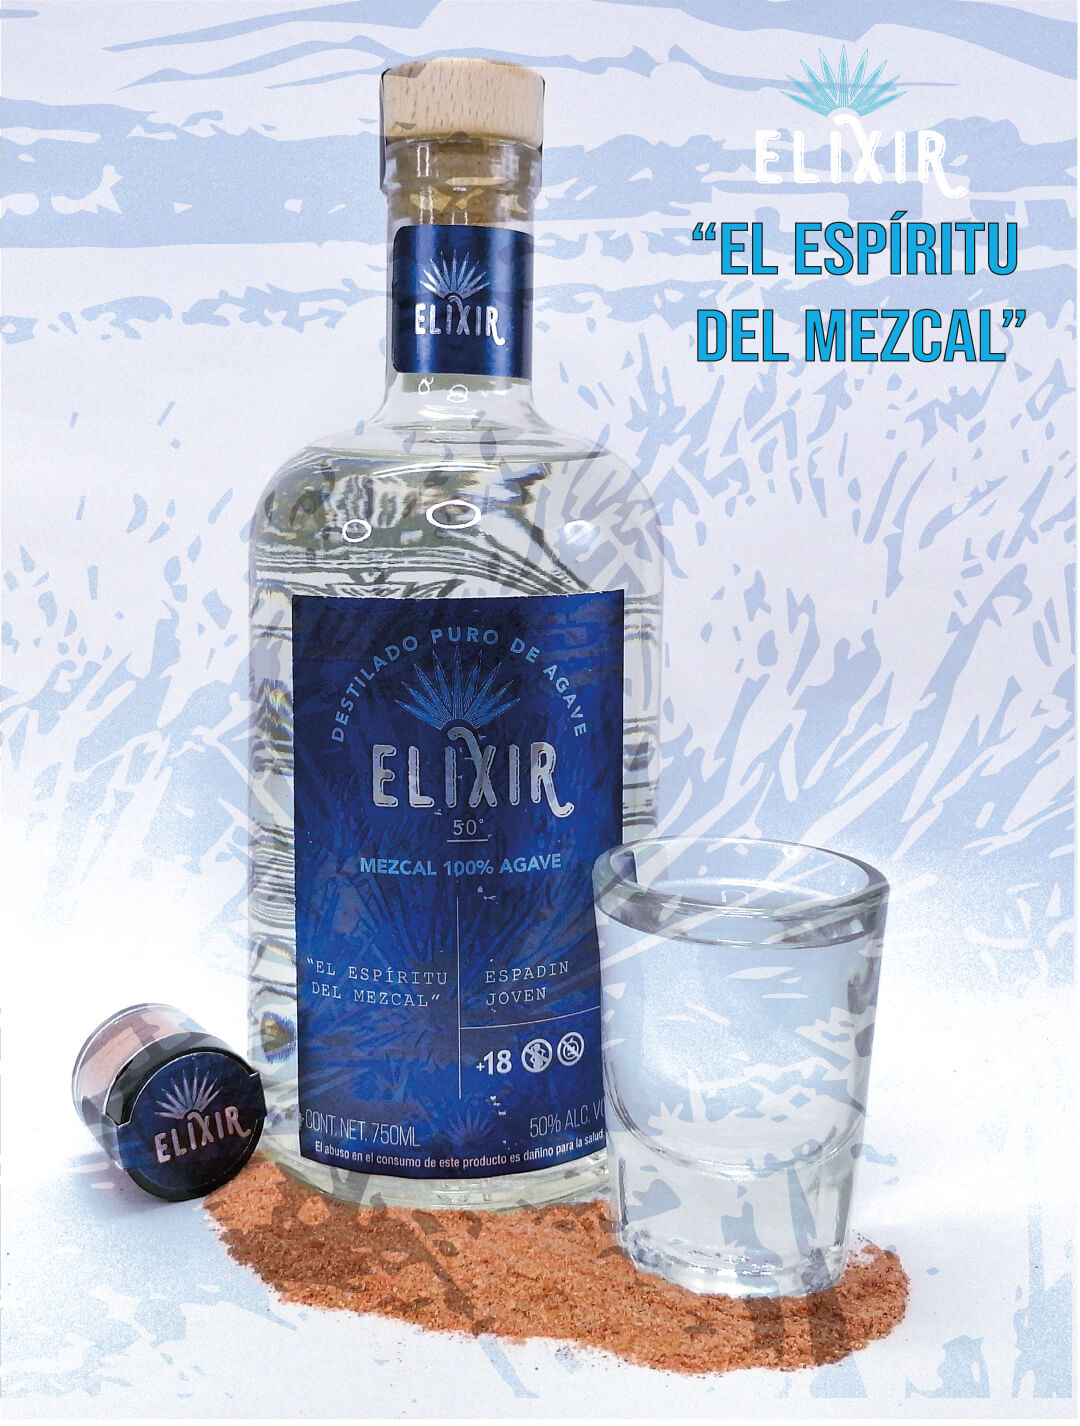 ELIXIR
“EL ESPÍRITU
DEL MEZCAL”
ELIXIR
DESTILADO PURO DE AGAVE
ELIXIR
50°
MEZCAL 100% AGAVE
“EL ESPÍRITU
DEL MEZCAL”
ESPADIN
JOVEN
+18
CONT. NET. 750ML
50% ALC.
El abuso en el consumo de este producto es dañino para la salud.
ELIXIR